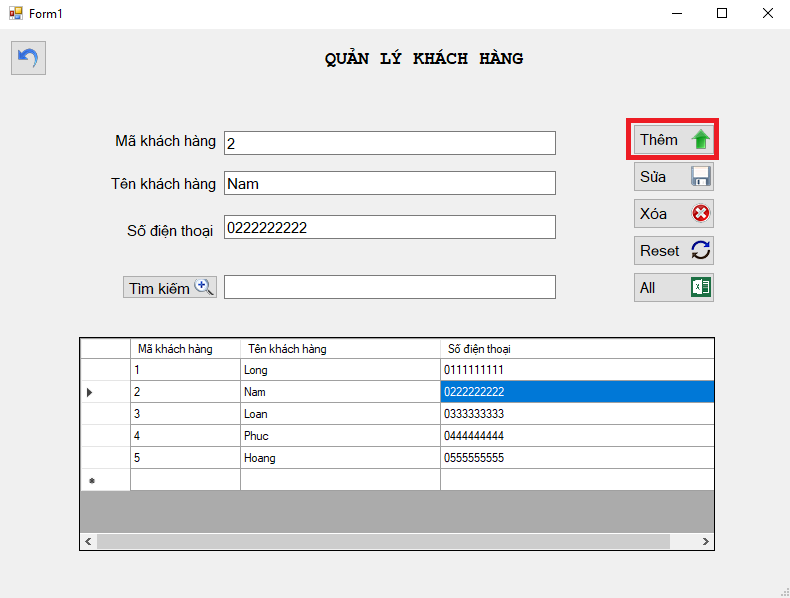 Form1
QUẢN LÝ KHÁCH HÀNG
Mã khách hàng 2
Thêm
Tên khách hàng Nam
Sửa
Số điện thoại 0222222222
Xóa
Reset
Tìm kiếm
All
Mã khách hàng Tên khách hàng Số điện thoại
1 Long 0111111111
2 Nam 0222222222
3 Loan 0333333333
4 Phuc 0444444444
5 Hoang 0555555555